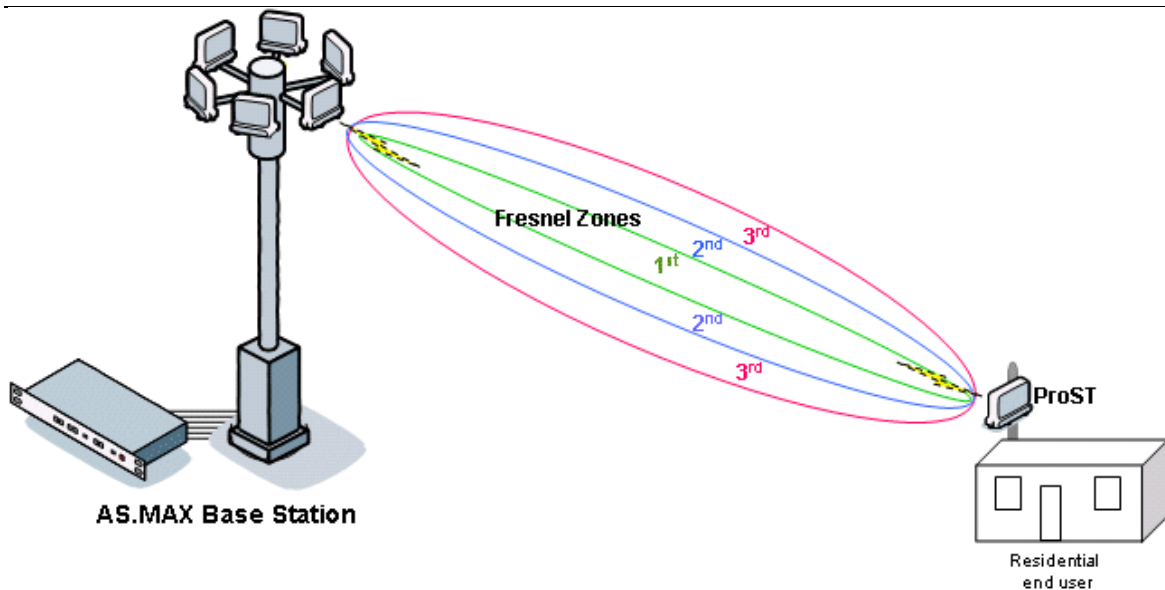 Fresnel Zones
3rd
2nd
1st
2nd
3rd
ProST
AS.MAX Base Station
Residential
end user